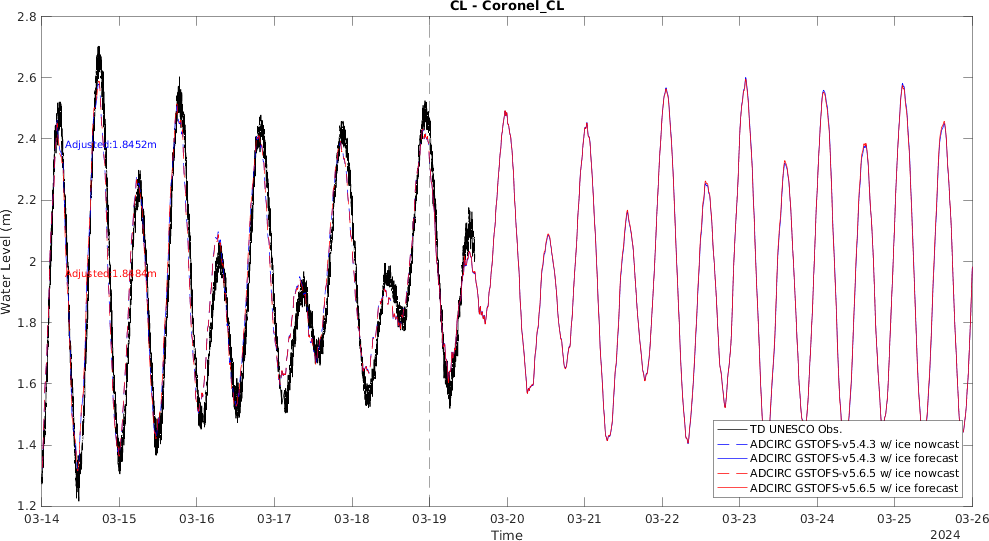 CL - Coronel_CL
2.8
2.6
2.4
2.2
2
1.8
1.6
1.4
1.2
Water Level (m)
Adjusted:1.8452m
Adjusted:1.8684m
TD UNESCO Obs.
ADCIRC GSTOFS-v5.4.3 w/ ice nowcast
ADCIRC GSTOFS-v5.4.3 w/ ice forecast
ADCIRC GSTOFS-v5.6.5 w/ ice nowcast
ADCIRC GSTOFS-v5.6.5 w/ ice forecast
03-14 03-15 03-16 03-17 03-18 03-19 03-20 03-21 03-22 03-23 03-24 03-25 03-26
Time
2024